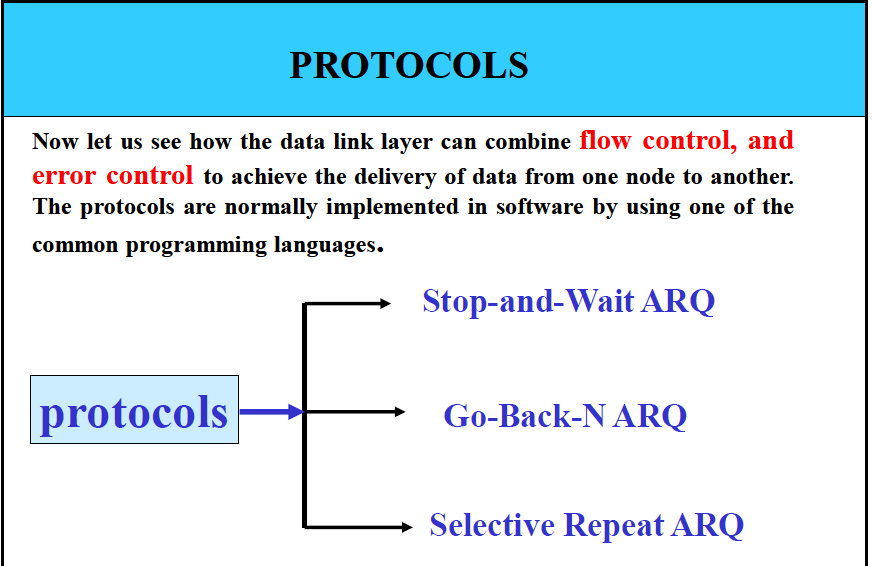 PROTOCOLS
Now let us see how the data link layer can combine flow control, and
error control to achieve the delivery of data from one node to another.
The protocols are normally implemented in software by using one of the
common programming languages.
Stop-and-Wait ARQ
protocols
Go-Back-N ARQ
Selective Repeat ARQ